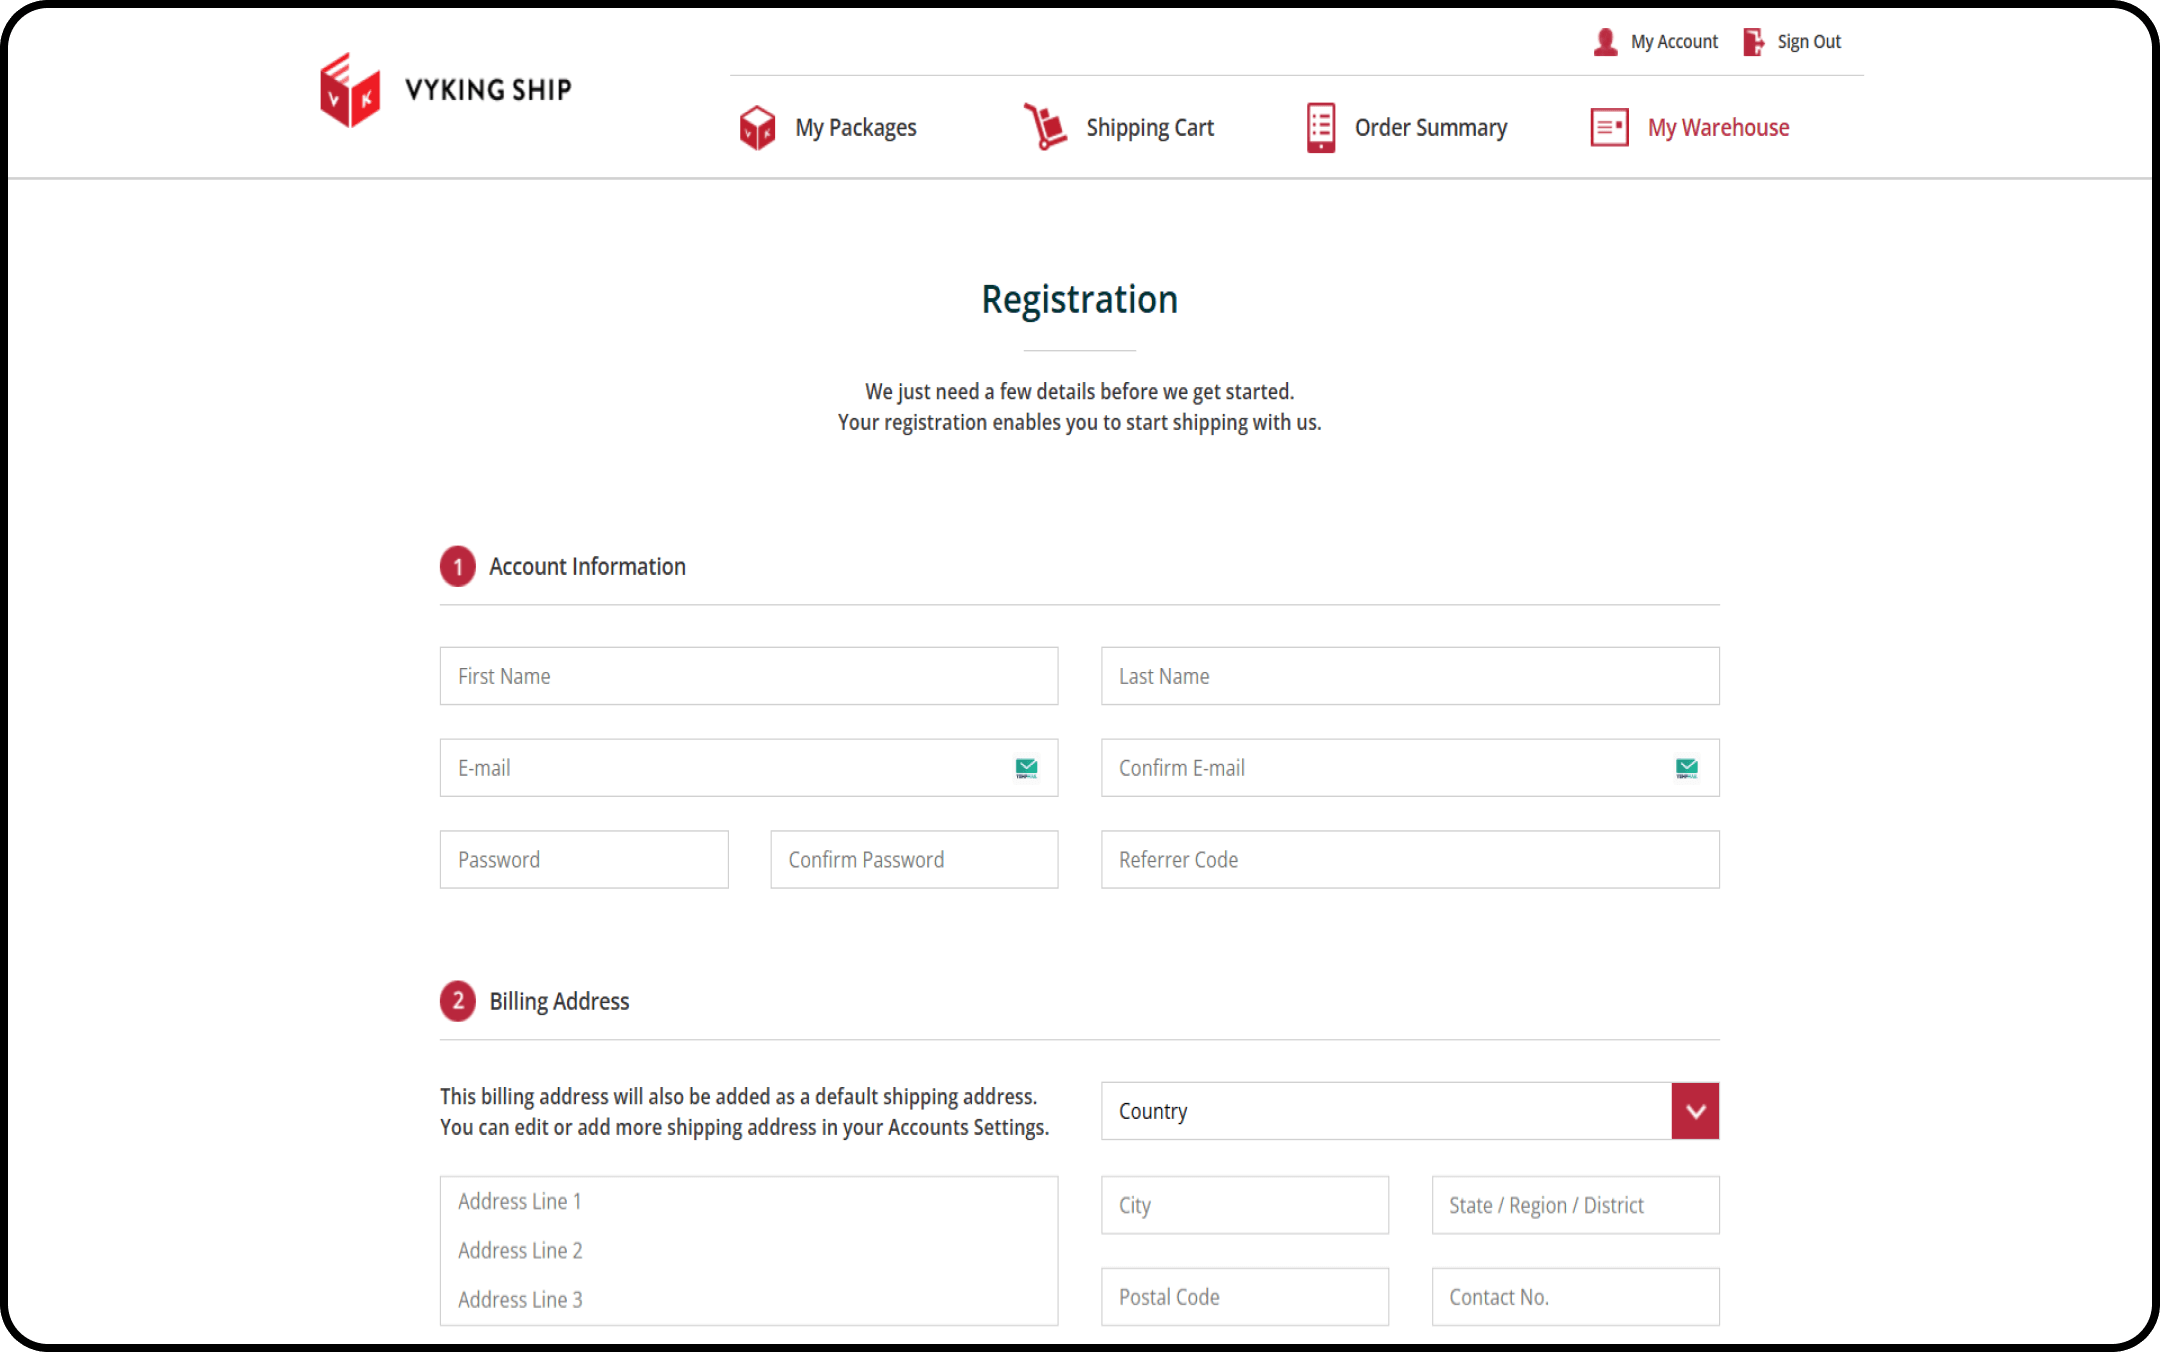 My Account
Sign Out
V K
VYKING SHIP
V K
My Packages
Shipping Cart
Order Summary
My Warehouse
Registration
We just need a few details before we get started.
Your registration enables you to start shipping with us.
1 Account Information
First Name
Last Name
E-mail
Confirm E-mail
Password
Confirm Password
Referrer Code
2 Billing Address
This billing address will also be added as a default shipping address.
You can edit or add more shipping address in your Accounts Settings.
Country
Address Line 1
Address Line 2
Address Line 3
City
State / Region / District
Postal Code
Contact No.